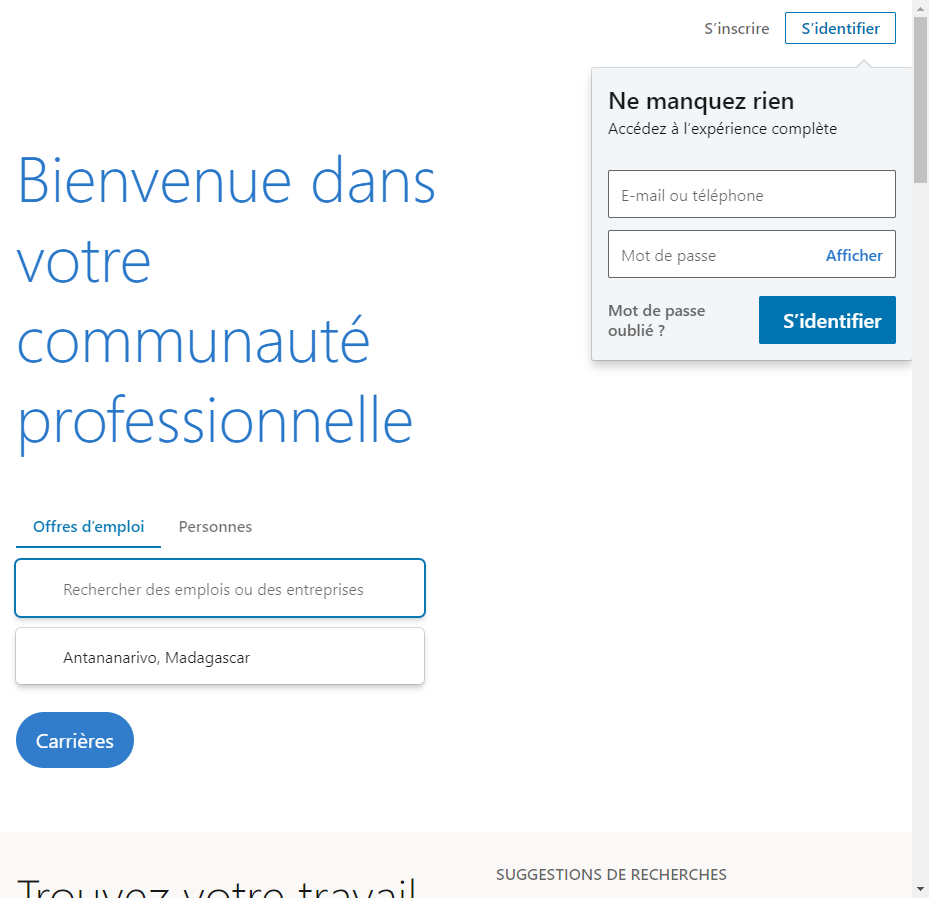 S’inscrire
S’identifier
Ne manquez rien
Accédez à l’expérience complète
E-mail ou téléphone
Mot de passe
Afficher
Mot de passe
oublié ?
S’identifier
Bienvenue dans
votre
communauté
professionnelle
Offres d’emploi
Personnes
Rechercher des emplois ou des entreprises
Antananarivo, Madagascar
Carrières
Trouvez votre travail
SUGGESTIONS DE RECHERCHES